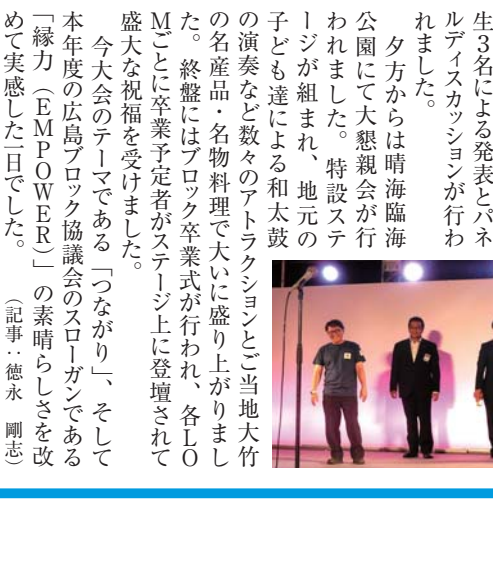 生3名による発表とパネ
ルディスカッションが行わ
れました。
夕方からは晴海臨海
公園にて大懇親会が行
われました。特設ステ
ージが組まれ、地元の
子ども達による和太鼓
の演奏など数々のアトラクションとご当地大竹
の名産品・名物料理で大いに盛り上がりまし
た。終盤にはブロック卒業式が行われ、各LO
Mごとに卒業予定者がステージ上に登壇されて
盛大な祝福を受けました。
今大会のテーマである「つながり」、そして
本年度の広島ブロック協議会のスローガンである
「縁力（EMPOWER）」の素晴らしさを改
めて実感した一日でした。
（記事：徳永 剛志）